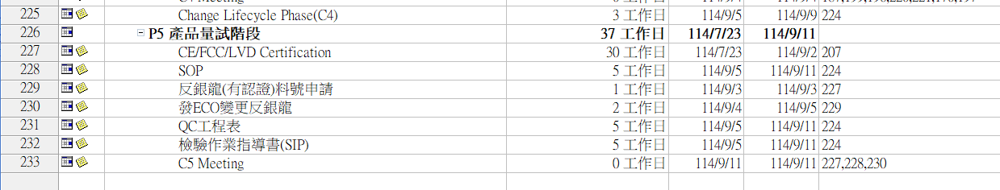 225 Change Lifecycle Phase(C4) 3 工作日 114/9/5 114/9/9 224
226 P5 產品量試階段 37 工作日 114/7/23 114/9/11
227 CE/FCC/LVD Certification 30 工作日 114/7/23 114/9/2 207
228 SOP 5 工作日 114/9/5 114/9/11 224
229 反銀龍(有認證)料號申請 1 工作日 114/9/3 114/9/3 227
230 發ECO變更反銀龍 2 工作日 114/9/4 114/9/5 229
231 QC工程表 5 工作日 114/9/5 114/9/11 224
232 檢驗作業指導書(SIP) 5 工作日 114/9/5 114/9/11 224
233 C5 Meeting 0 工作日 114/9/11 114/9/11 227,228,230